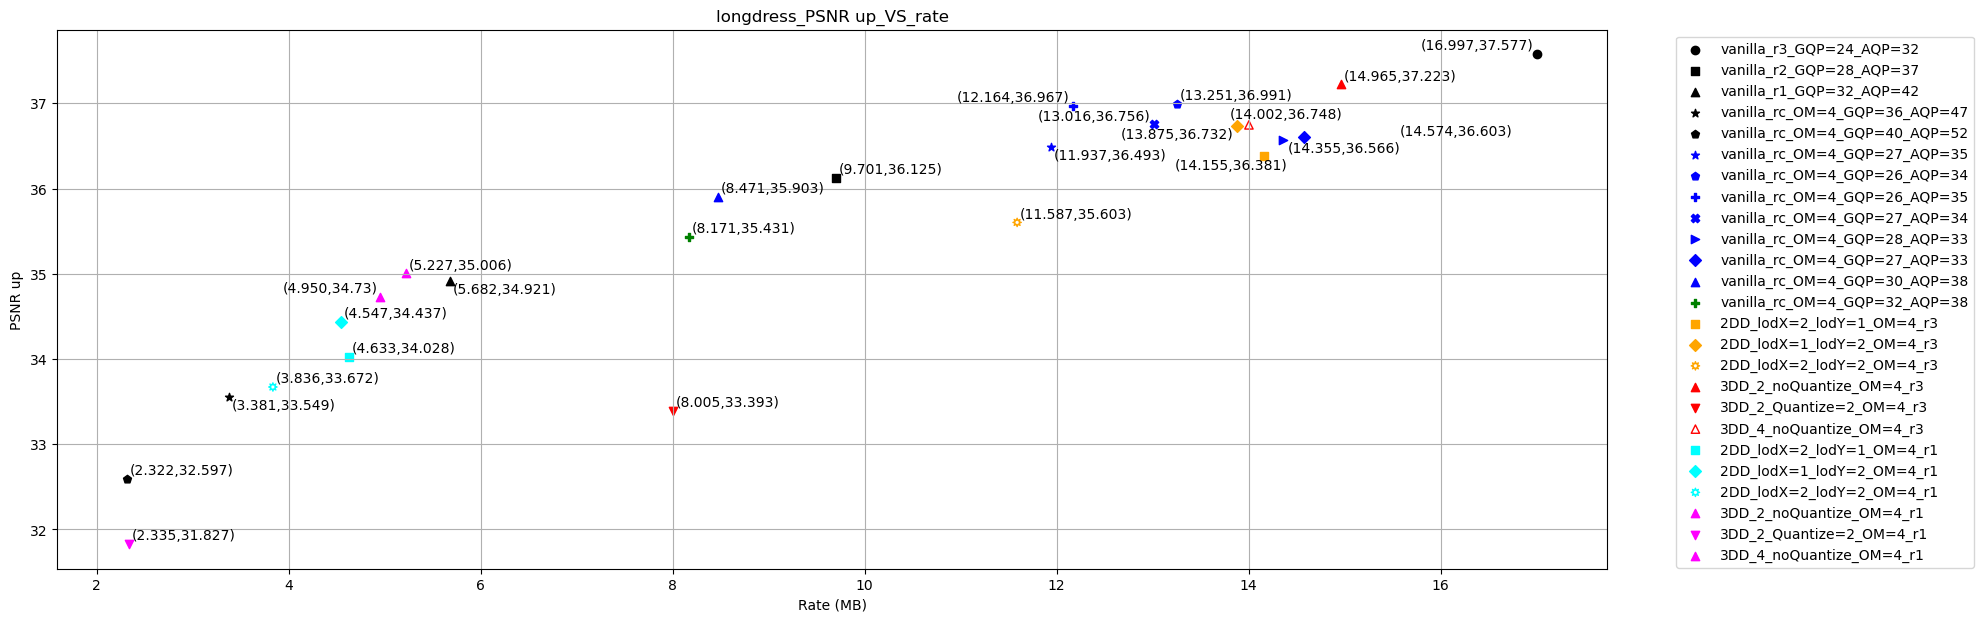 longdress_PSNR up_VS_rate
PSNR up
37
36
35
34
33
32
(16.997,37.577)
(14.965,37.223)
(12.164,36.967)
(13.251,36.991)
(13.016,36.756)
(14.002,36.748)
(13.875,36.732)
(14.574,36.603)
(11.937,36.493)
(14.355,36.566)
(14.155,36.381)
(9.701,36.125)
(8.471,35.903)
(11.587,35.603)
(8.171,35.431)
(5.227,35.006)
(4.950,34.73)
(5.682,34.921)
(4.547,34.437)
(4.633,34.028)
(3.836,33.672)
(3.381,33.549)
(8.005,33.393)
(2.322,32.597)
(2.335,31.827)
2
4
6
8
10
12
14
16
Rate (MB)
vanilla_r3_GQP=24_AQP=32
vanilla_r2_GQP=28_AQP=37
vanilla_r1_GQP=32_AQP=42
vanilla_rc_OM=4_GQP=36_AQP=47
vanilla_rc_OM=4_GQP=40_AQP=52
vanilla_rc_OM=4_GQP=27_AQP=35
vanilla_rc_OM=4_GQP=26_AQP=34
vanilla_rc_OM=4_GQP=26_AQP=35
vanilla_rc_OM=4_GQP=27_AQP=34
vanilla_rc_OM=4_GQP=28_AQP=33
vanilla_rc_OM=4_GQP=27_AQP=33
vanilla_rc_OM=4_GQP=30_AQP=38
vanilla_rc_OM=4_GQP=32_AQP=38
2DD_lodX=2_lodY=1_OM=4_r3
2DD_lodX=1_lodY=2_OM=4_r3
2DD_lodX=2_lodY=2_OM=4_r3
3DD_2_noQuantize_OM=4_r3
3DD_2_Quantize=2_OM=4_r3
3DD_4_noQuantize_OM=4_r3
2DD_lodX=2_lodY=1_OM=4_r1
2DD_lodX=1_lodY=2_OM=4_r1
2DD_lodX=2_lodY=2_OM=4_r1
3DD_2_noQuantize_OM=4_r1
3DD_2_Quantize=2_OM=4_r1
3DD_4_noQuantize_OM=4_r1